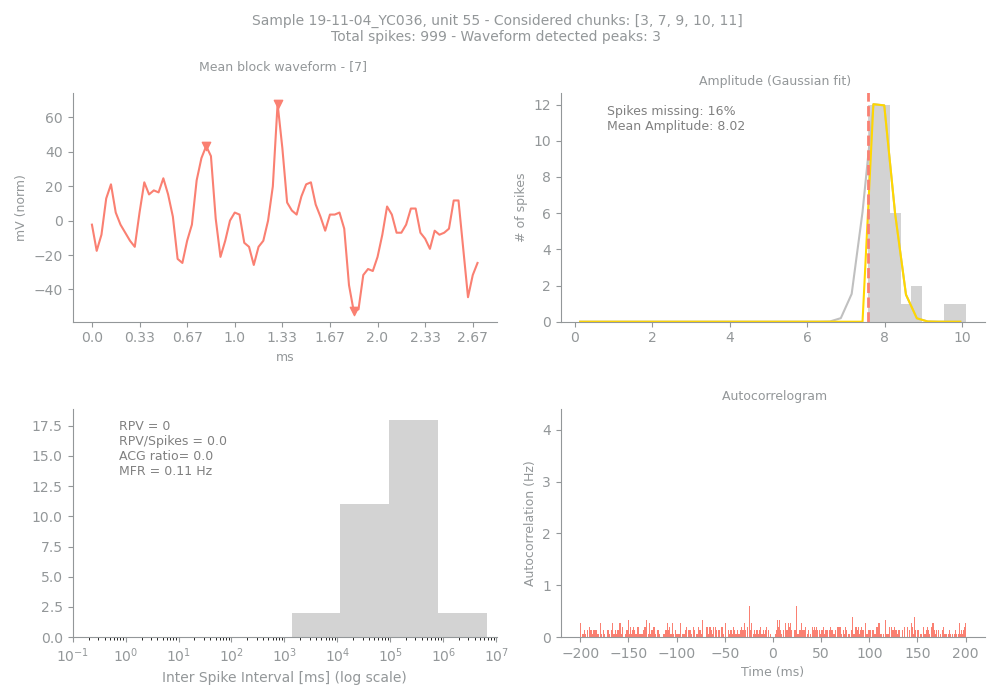 Sample 19-11-04_YC036, unit 55 - Considered chunks: [3, 7, 9, 10, 11]
Total spikes: 999 - Waveform detected peaks: 3
Mean block waveform - [7]
mV (norm)
60
40
20
0
−20
−40
0.0 0.33 0.67 1.0 1.33 1.67 2.0 2.33 2.67
ms
Amplitude (Gaussian fit)
Spikes missing: 16%
Mean Amplitude: 8.02
# of spikes
12
10
8
6
4
2
0
0 2 4 6 8 10
RPV = 0
RPV/Spikes = 0.0
ACG ratio= 0.0
MFR = 0.11 Hz
17.5
15.0
12.5
10.0
7.5
5.0
2.5
0.0
10⁻¹ 10⁰ 10¹ 10² 10³ 10⁴ 10⁵ 10⁶ 10⁷
Inter Spike Interval [ms] (log scale)
Autocorrelogram
Autocorrelation (Hz)
4
3
2
1
0
−200 −150 −100 −50 0 50 100 150 200
Time (ms)